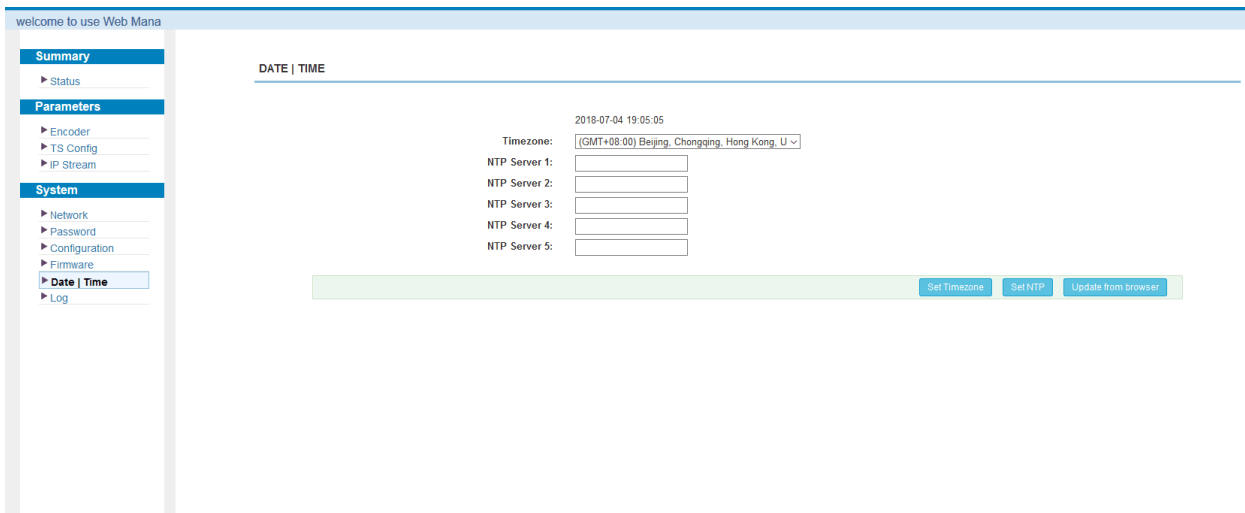 welcome to use Web Mana
Summary
Status
Parameters
Encoder
TS Config
IP Stream
System
Network
Password
Configuration
Firmware
Date | Time
Log
DATE | TIME
2018-07-04 19:05:05
Timezone: (GMT+08:00) Beijing, Chongqing, Hong Kong, U
NTP Server 1:
NTP Server 2:
NTP Server 3:
NTP Server 4:
NTP Server 5:
Set Timezone Set NTP Update from browser